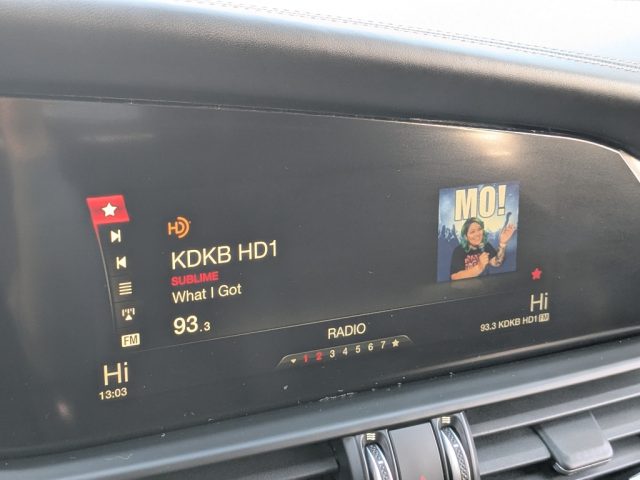 HD
KDKB HD1
SUBLIME
What I Got
93.3
FM
Hi
13:03
RADIO
1 2 3 4 5 6 7
MO!
Hi
93.3 KDKB HD1 FM